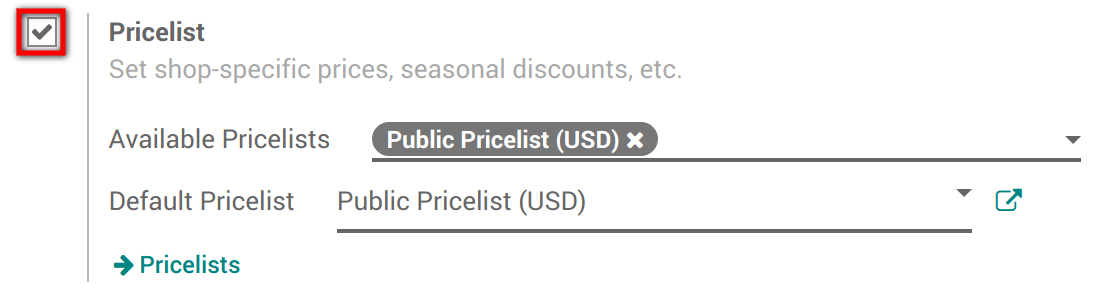 Pricelist
Set shop-specific prices, seasonal discounts, etc.
Available Pricelists Public Pricelist (USD)
Default Pricelist Public Pricelist (USD)
Pricelists